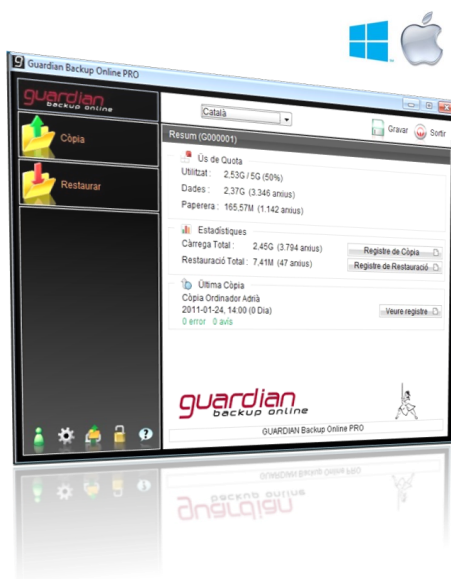 Guardian Backup Online PRO
guardian
backup online
Català
Gravar
Sortir
Còpia
Restaurar
Resum (G000001)
Ús de Quota
Utilitzat : 2,53G / 5G (50%)
Dades : 2,37G (3.346 arxius)
Paperera : 165,57M (1.142 arxius)
Estadístiques
Càrrega Total : 2,45G (3.794 arxius)
Registre de Còpia
Restauració Total : 7,41M (47 arxius)
Registre de Restauració
Última Còpia
Còpia Ordinador Adrià
2011-01-24, 14:00 (0 Dia)
Veure registre
0 error 0 avís
guardian
backup online
GUARDIAN Backup Online PRO